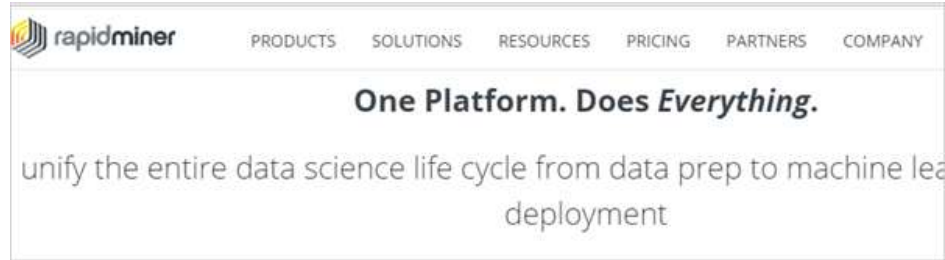 rapidminer PRODUCTS SOLUTIONS RESOURCES PRICING PARTNERS COMPANY
One Platform. Does Everything.
unify the entire data science life cycle from data prep to machine
deployment